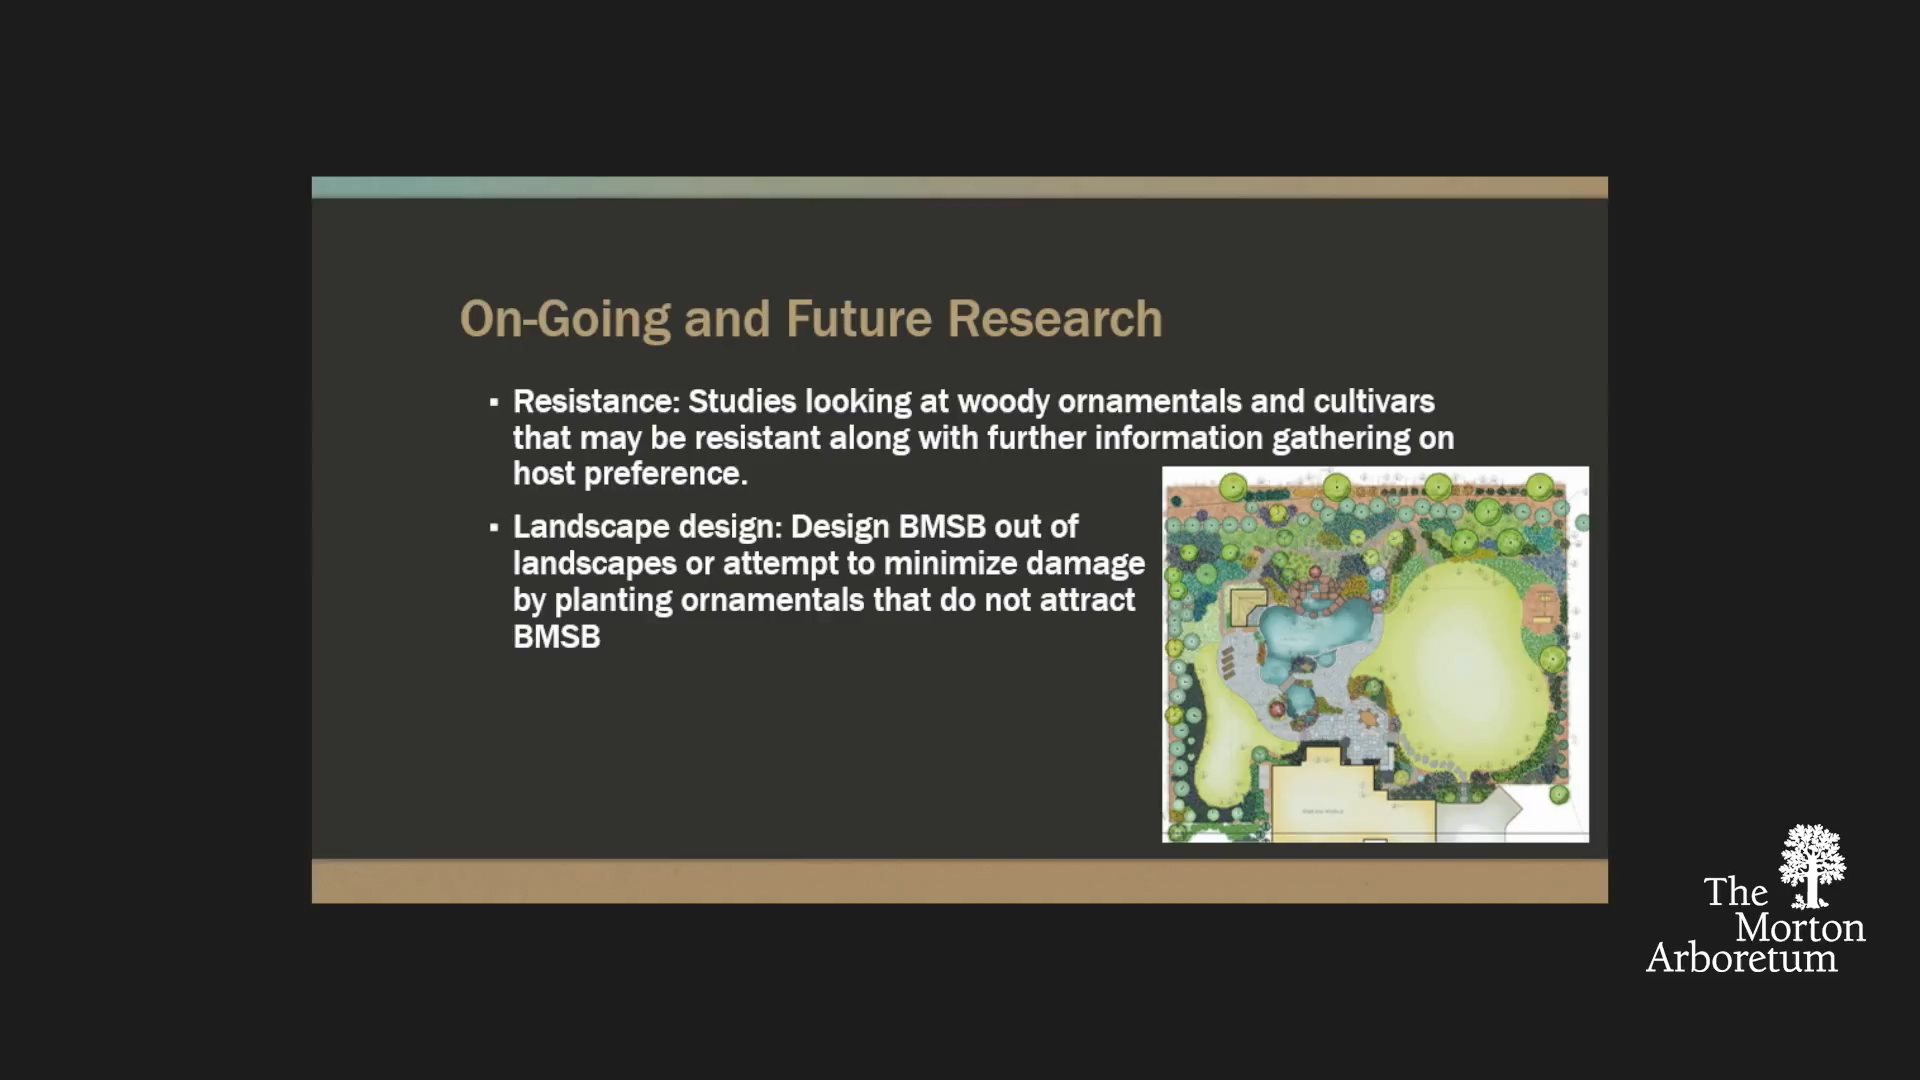 On-Going and Future Research
▪ Resistance: Studies looking at woody ornamentals and cultivars
that may be resistant along with further information gathering on
host preference.
▪ Landscape design: Design BMSB out of
landscapes or attempt to minimize damage
by planting ornamentals that do not attract
BMSB
The
Morton
Arboretum